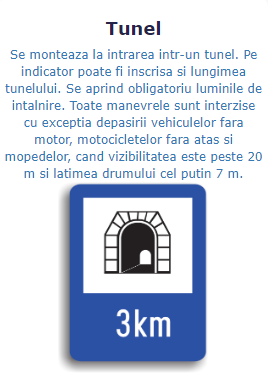 Tunel
Se monteaza la intrarea intr-un tunel. Pe
indicator poate fi inscrisa si lungimea
tunelului. Se aprind obligatoriu luminile de
intalnire. Toate manevrele sunt interzise
cu exceptia depasirii vehiculelor fara
motor, motocicletelor fara atas si
mopedelor, cand vizibilitatea este peste 20
m si latimea drumului cel putin 7 m.
3km